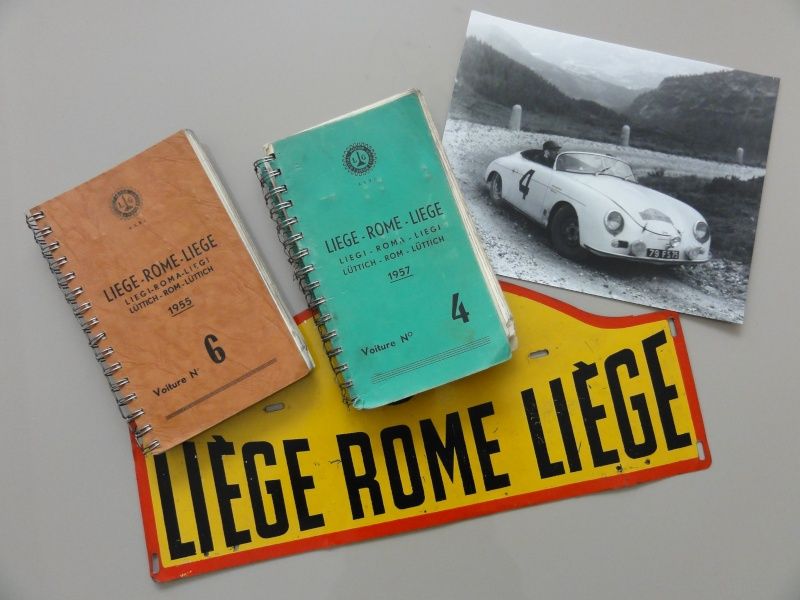 LIEGE-ROME-LIEGE
LIEGI-ROMA-LIEGI
LÜTTICH-ROM-LÜTTICH
1955
Voiture N° 6
LIEGE-ROME-LIEGE
LIEGI-ROMA-LIEGI
LÜTTICH-ROM-LÜTTICH
1957
Voiture N° 4
4
LIÈGE ROME LIÈGE